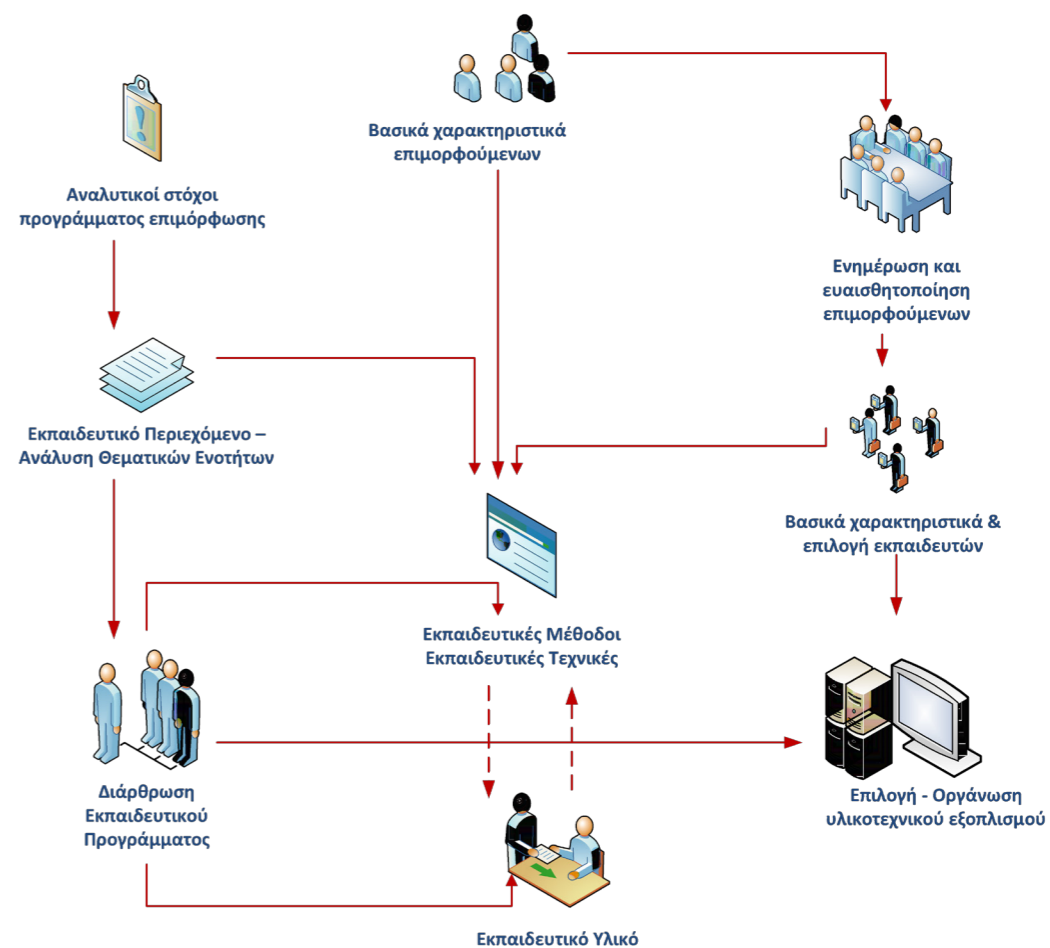 Βασικά χαρακτηριστικά
επιμορφούμενων
Αναλυτικοί στόχοι
προγράμματος επιμόρφωσης
Ενημέρωση και
ευαισθητοποίηση
επιμορφούμενων
Εκπαιδευτικό Περιεχόμενο –
Ανάλυση Θεματικών Ενοτήτων
Βασικά χαρακτηριστικά &
επιλογή εκπαιδευτών
Εκπαιδευτικές Μέθοδοι
Εκπαιδευτικές Τεχνικές
Διάρθρωση
Εκπαιδευτικού
Προγράμματος
Επιλογή - Οργάνωση
υλικοτεχνικού εξοπλισμού
Εκπαιδευτικό Υλικό